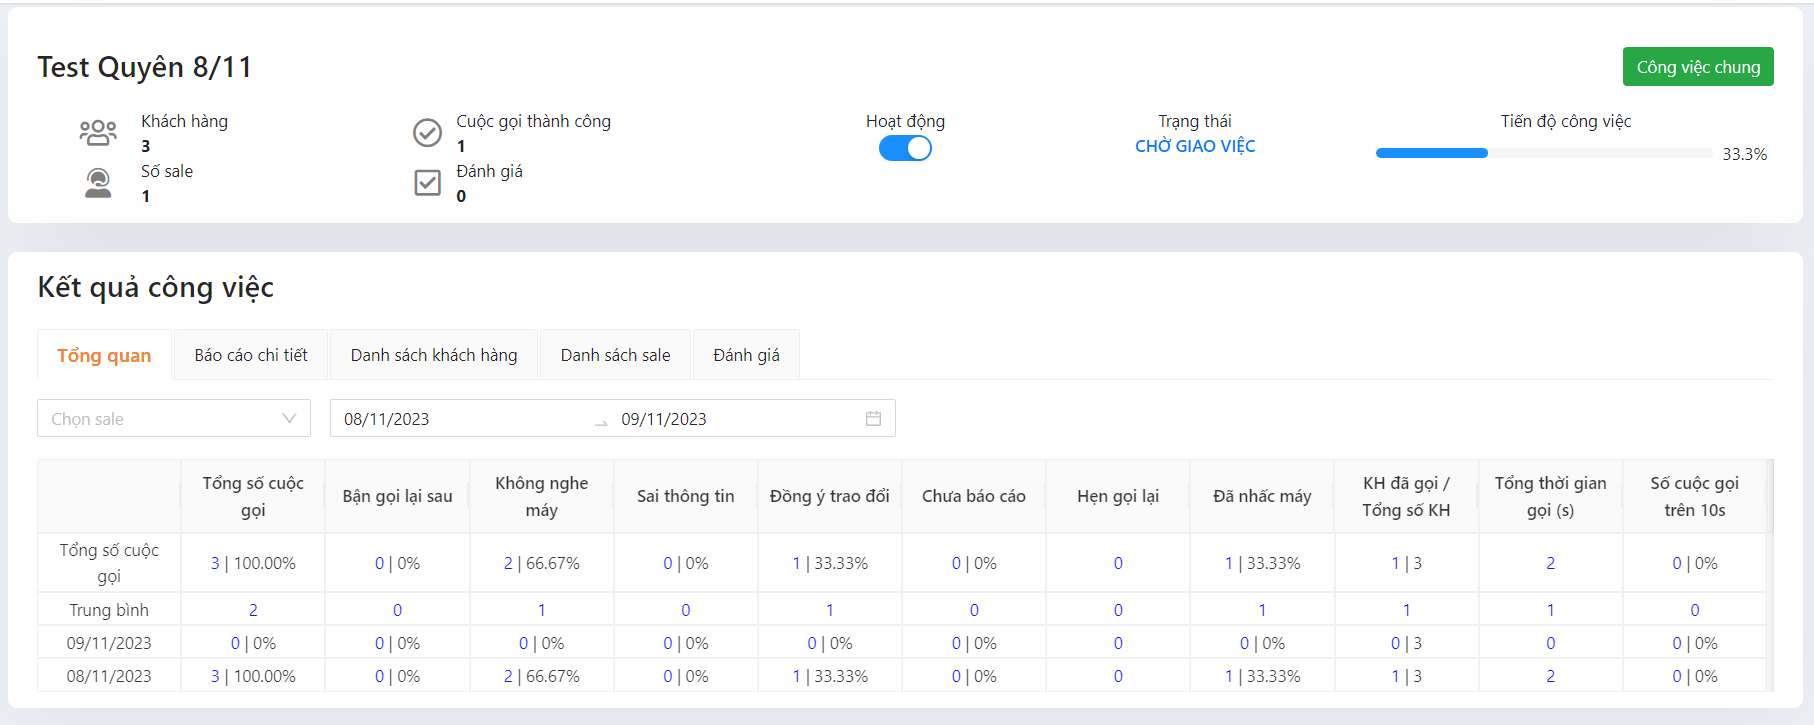 Test Quyên 8/11
Công việc chung
Khách hàng
3
Cuộc gọi thành công
1
Hoạt động
Trạng thái
CHỜ GIAO VIỆC
Tiến độ công việc
33.3%
Số sale
1
Đánh giá
0
Kết quả công việc
Tổng quan Báo cáo chi tiết Danh sách khách hàng Danh sách sale Đánh giá
Chọn sale 08/11/2023 → 09/11/2023
Tổng số cuộc gọi Bận gọi lại sau Không nghe máy Sai thông tin Đồng ý trao đổi Chưa báo cáo Hẹn gọi lại Đã nhấc máy KH đã gọi / Tổng số KH Tổng thời gian gọi (s) Số cuộc gọi trên 10s
Tổng số cuộc gọi 3 | 100.00% 0 | 0% 2 | 66.67% 0 | 0% 1 | 33.33% 0 | 0% 0 1 | 33.33% 1 | 3 2 0 | 0%
Trung bình 2 0 1 0 1 0 0 1 1 1 0
09/11/2023 0 | 0% 0 | 0% 0 | 0% 0 | 0% 0 | 0% 0 | 0% 0 0 | 0% 0 | 3 0 0 | 0%
08/11/2023 3 | 100.00% 0 | 0% 2 | 66.67% 0 | 0% 1 | 33.33% 0 | 0% 0 1 | 33.33% 1 | 3 2 0 | 0%